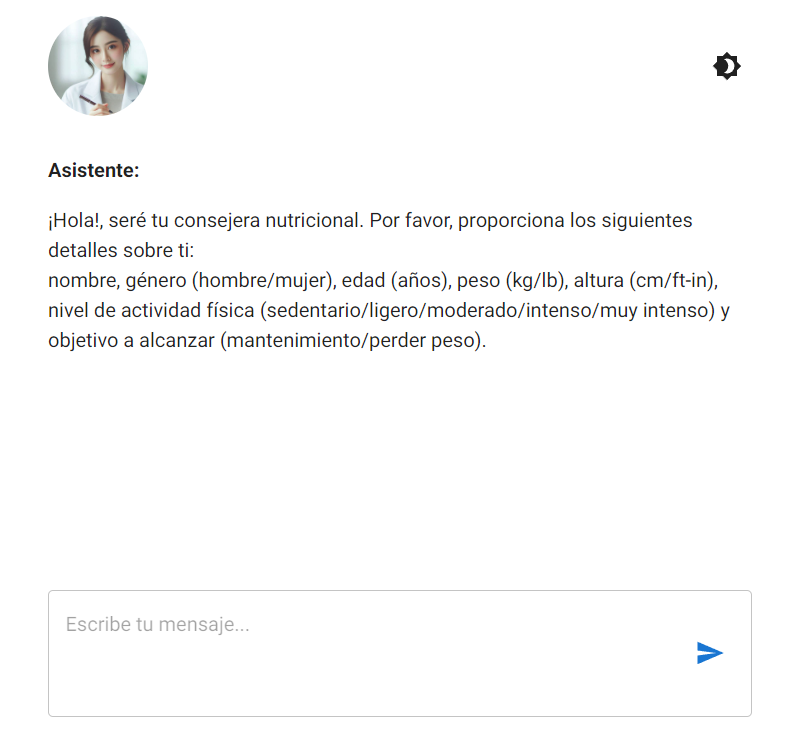 Asistente:
¡Hola!, seré tu consejera nutricional. Por favor, proporciona los siguientes
detalles sobre ti:
nombre, género (hombre/mujer), edad (años), peso (kg/lb), altura (cm/ft-in),
nivel de actividad física (sedentario/ligero/moderado/intenso/muy intenso) y
objetivo a alcanzar (mantenimiento/perder peso).
Escribe tu mensaje...